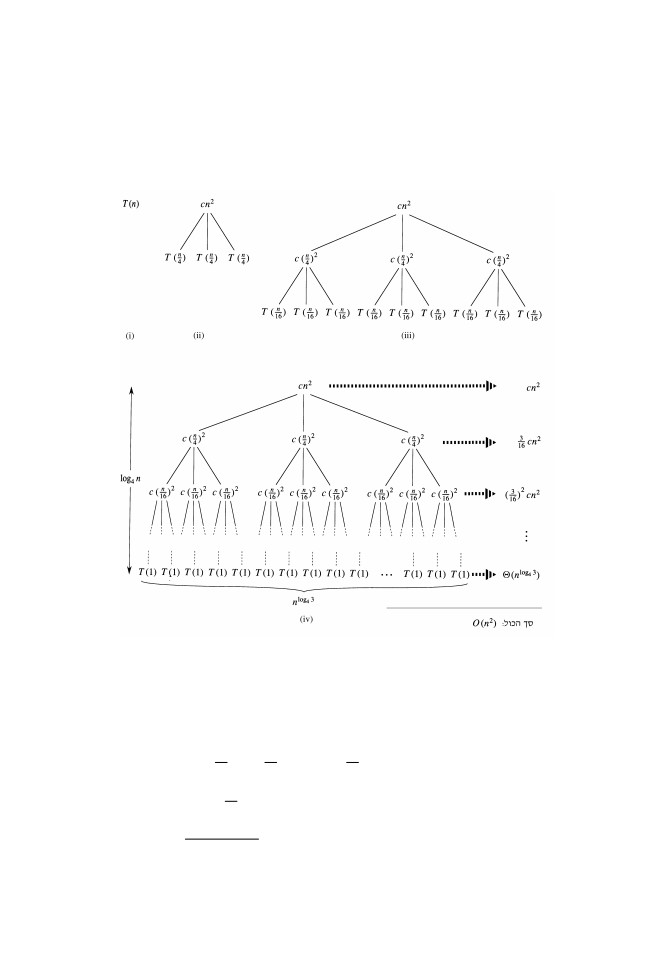 T(n) cn² cn²
T(n/4) T(n/4) T(n/4) c(n/4)² c(n/4)² c(n/4)²
T(n/16) T(n/16) T(n/16) T(n/16) T(n/16) T(n/16) T(n/16) T(n/16) T(n/16)
(i) (ii) (iii)
cn² cn²
c(n/4)² c(n/4)² c(n/4)² 3/16 cn²
log₄ n
c(n/16)² c(n/16)² c(n/16)² c(n/16)² c(n/16)² c(n/16)² c(n/16)² c(n/16)² c(n/16)² (3/16)² cn²
⋮
T(1) T(1) T(1) T(1) T(1) T(1) T(1) T(1) T(1) T(1) ... T(1) T(1) T(1) Θ(n^{log₄ 3})
n^{log₄ 3}
(iv)
סך הכול: O(n²)